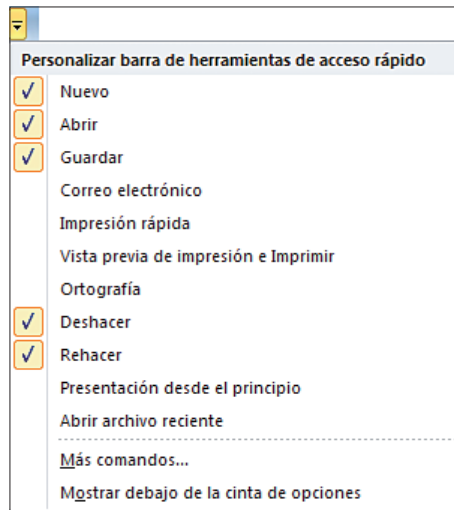 Personalizar barra de herramientas de acceso rápido
Nuevo
Abrir
Guardar
Correo electrónico
Impresión rápida
Vista previa de impresión e Imprimir
Ortografía
Deshacer
Rehacer
Presentación desde el principio
Abrir archivo reciente
Más comandos...
Mostrar debajo de la cinta de opciones